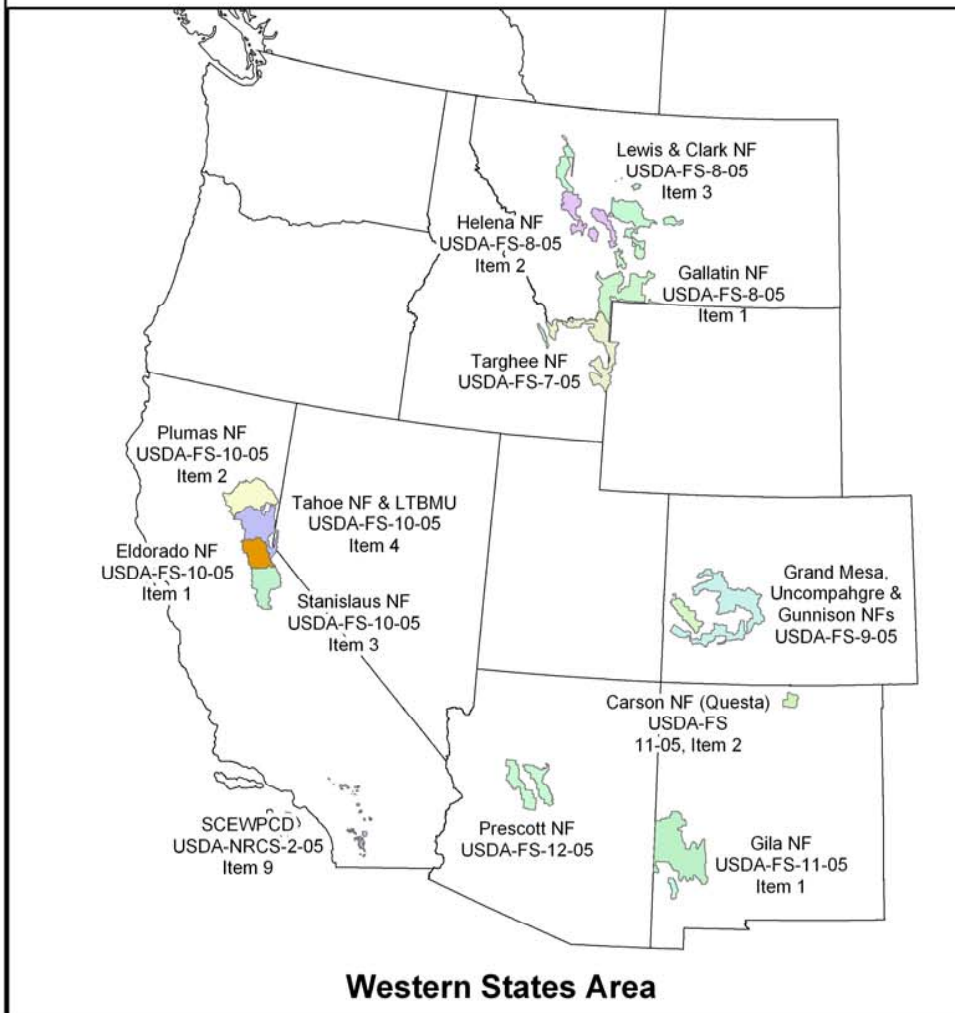 Lewis & Clark NF
USDA-FS-8-05
Item 3
Helena NF
USDA-FS-8-05
Item 2
Gallatin NF
USDA-FS-8-05
Item 1
Targhee NF
USDA-FS-7-05
Plumas NF
USDA-FS-10-05
Item 2
Tahoe NF & LTBMU
USDA-FS-10-05
Item 4
Eldorado NF
USDA-FS-10-05
Item 1
Stanislaus NF
USDA-FS-10-05
Item 3
Grand Mesa,
Uncompahgre &
Gunnison NFs
USDA-FS-9-05
Carson NF (Questa)
USDA-FS
11-05, Item 2
SCEWPCD
USDA-NRCS-2-05
Item 9
Prescott NF
USDA-FS-12-05
Gila NF
USDA-FS-11-05
Item 1
Western States Area